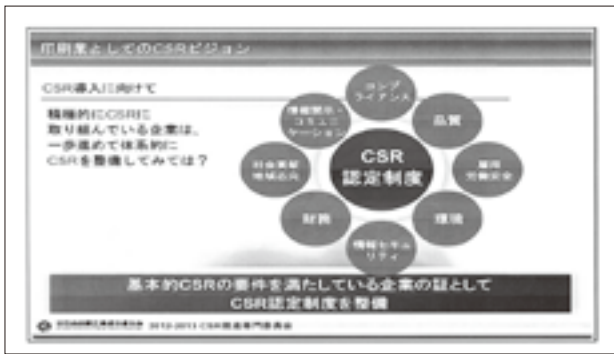 印刷業としてのCSRビジョン
CSR導入に向けて
積極的にCSRに
取り組んでいる企業は、
一歩進めて体系的に
CSRを整備してみては？
コンプ
ライアンス
品質
雇用
労働安全
環境
情報セキュ
リティ
財務
社会貢献
地域志向
情報開示・
コミュニ
ケーション
CSR
認定制度
基本的CSRの要件を満たしている企業の証として
CSR認定制度を整備
2012-2013 CSR推進専門委員会